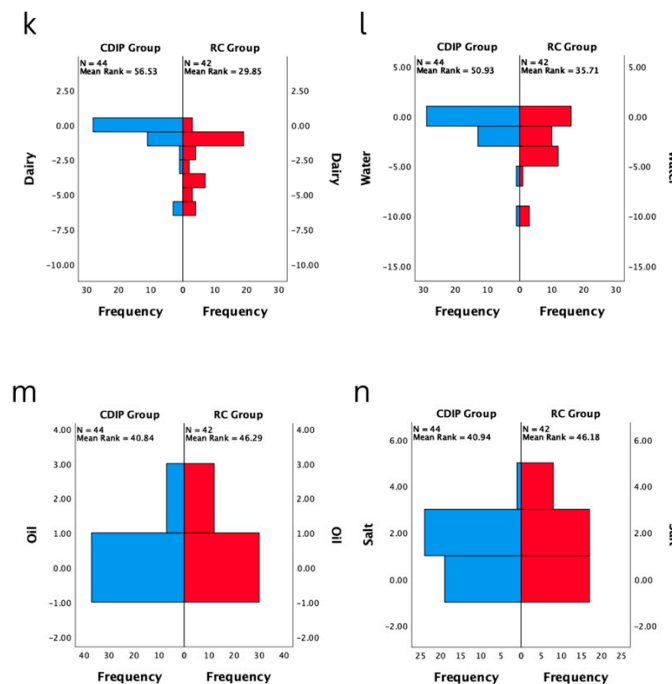 k
CDIP Group RC Group
N = 44 N = 42
Mean Rank = 56.53 Mean Rank = 29.85
2.50 2.50
0.00 0.00
−2.50 −2.50
−5.00 −5.00
−7.50 −7.50
−10.00 −10.00
Dairy Dairy
30 20 10 0 10 20 30
Frequency Frequency
l
CDIP Group RC Group
N = 44 N = 42
Mean Rank = 50.93 Mean Rank = 35.71
5.00 5.00
0.00 0.00
−5.00 −5.00
−10.00 −10.00
−15.00 −15.00
Water Water
30 20 10 0 10 20 30
Frequency Frequency
m
CDIP Group RC Group
N = 44 N = 42
Mean Rank = 40.84 Mean Rank = 46.29
4.00 4.00
3.00 3.00
2.00 2.00
1.00 1.00
0.00 0.00
−1.00 −1.00
−2.00 −2.00
Oil Oil
40 30 20 10 0 10 20 30 40
Frequency Frequency
n
CDIP Group RC Group
N = 44 N = 42
Mean Rank = 40.94 Mean Rank = 46.18
6.00 6.00
4.00 4.00
2.00 2.00
0.00 0.00
−2.00 −2.00
Salt Salt
25 20 15 10 5 0 5 10 15 20 25
Frequency Frequency